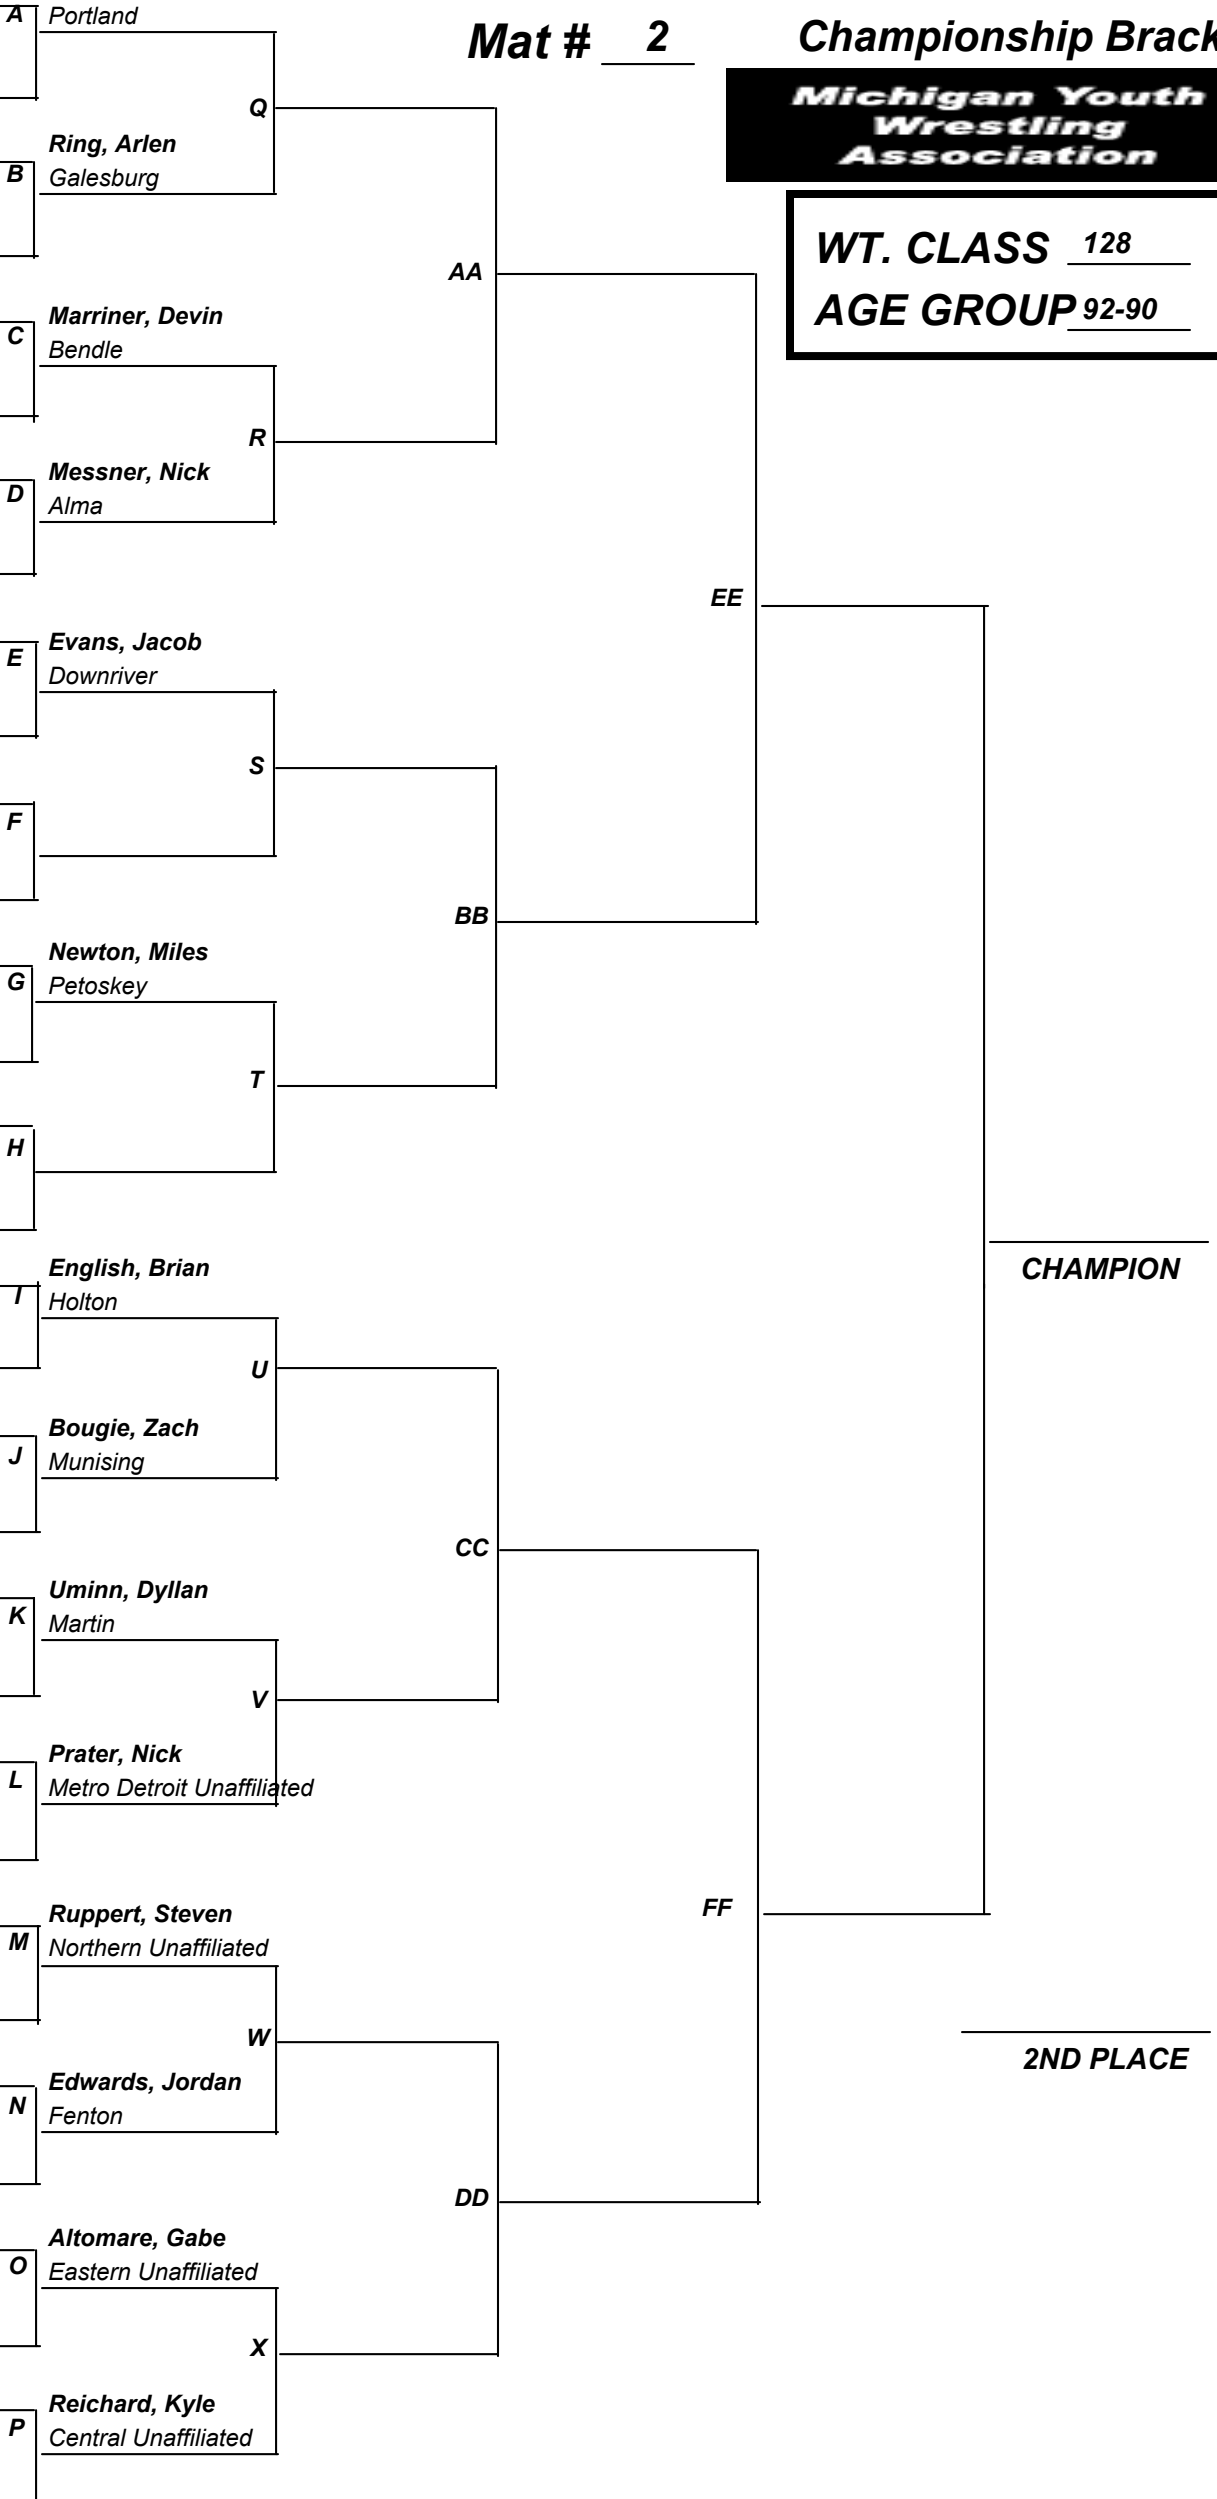 A Portland
Mat # 2 Championship Brack
Michigan Youth
Wrestling
Association
Q
Ring, Arlen
B Galesburg
WT. CLASS 128
AGE GROUP 92-90
AA
Marriner, Devin
C Bendle
R
Messner, Nick
D Alma
EE
Evans, Jacob
E Downriver
S
F
BB
Newton, Miles
G Petoskey
T
H
CHAMPION
English, Brian
I Holton
U
Bougie, Zach
J Munising
CC
Uminn, Dyllan
K Martin
V
Prater, Nick
L Metro Detroit Unaffiliated
FF
Ruppert, Steven
M Northern Unaffiliated
W
2ND PLACE
Edwards, Jordan
N Fenton
DD
Altomare, Gabe
O Eastern Unaffiliated
X
Reichard, Kyle
P Central Unaffiliated